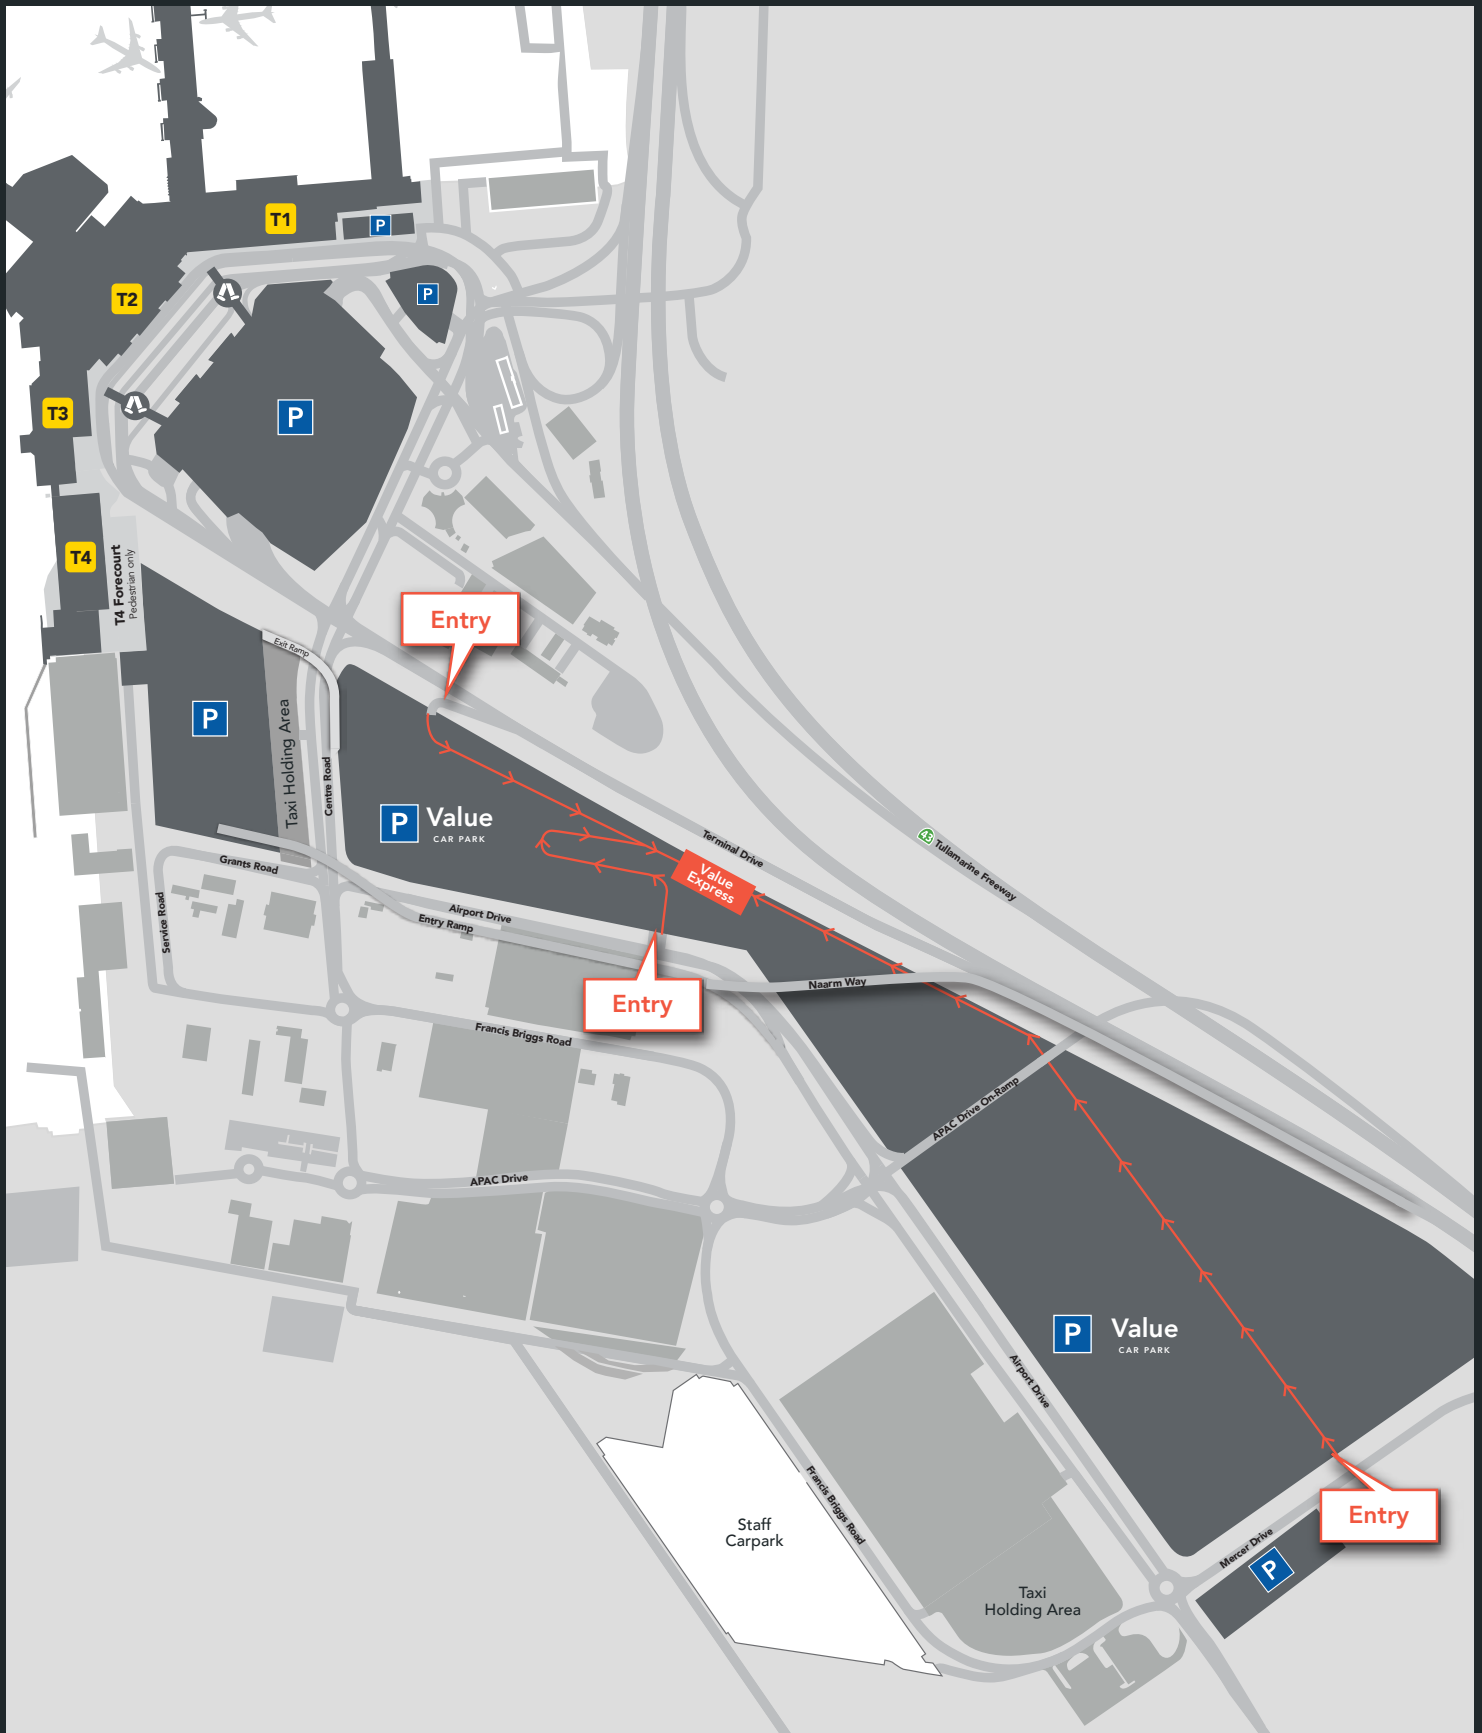 T1
P
T2
P
T3
P
T4
T4 Forecourt
Pedestrian only
Entry
Exit Ramp
P
Taxi Holding Area
Centre Road
P
Value
CAR PARK
Terminal Drive
43
Tullamarine Freeway
Value
Express
Grants Road
Service Road
Airport Drive
Entry Ramp
Naarm Way
Entry
Francis Briggs Road
APAC Drive On-Ramp
APAC Drive
P
Value
CAR PARK
Airport Drive
Francis Briggs Road
Staff
Carpark
Entry
Mercer Drive
P
Taxi
Holding Area